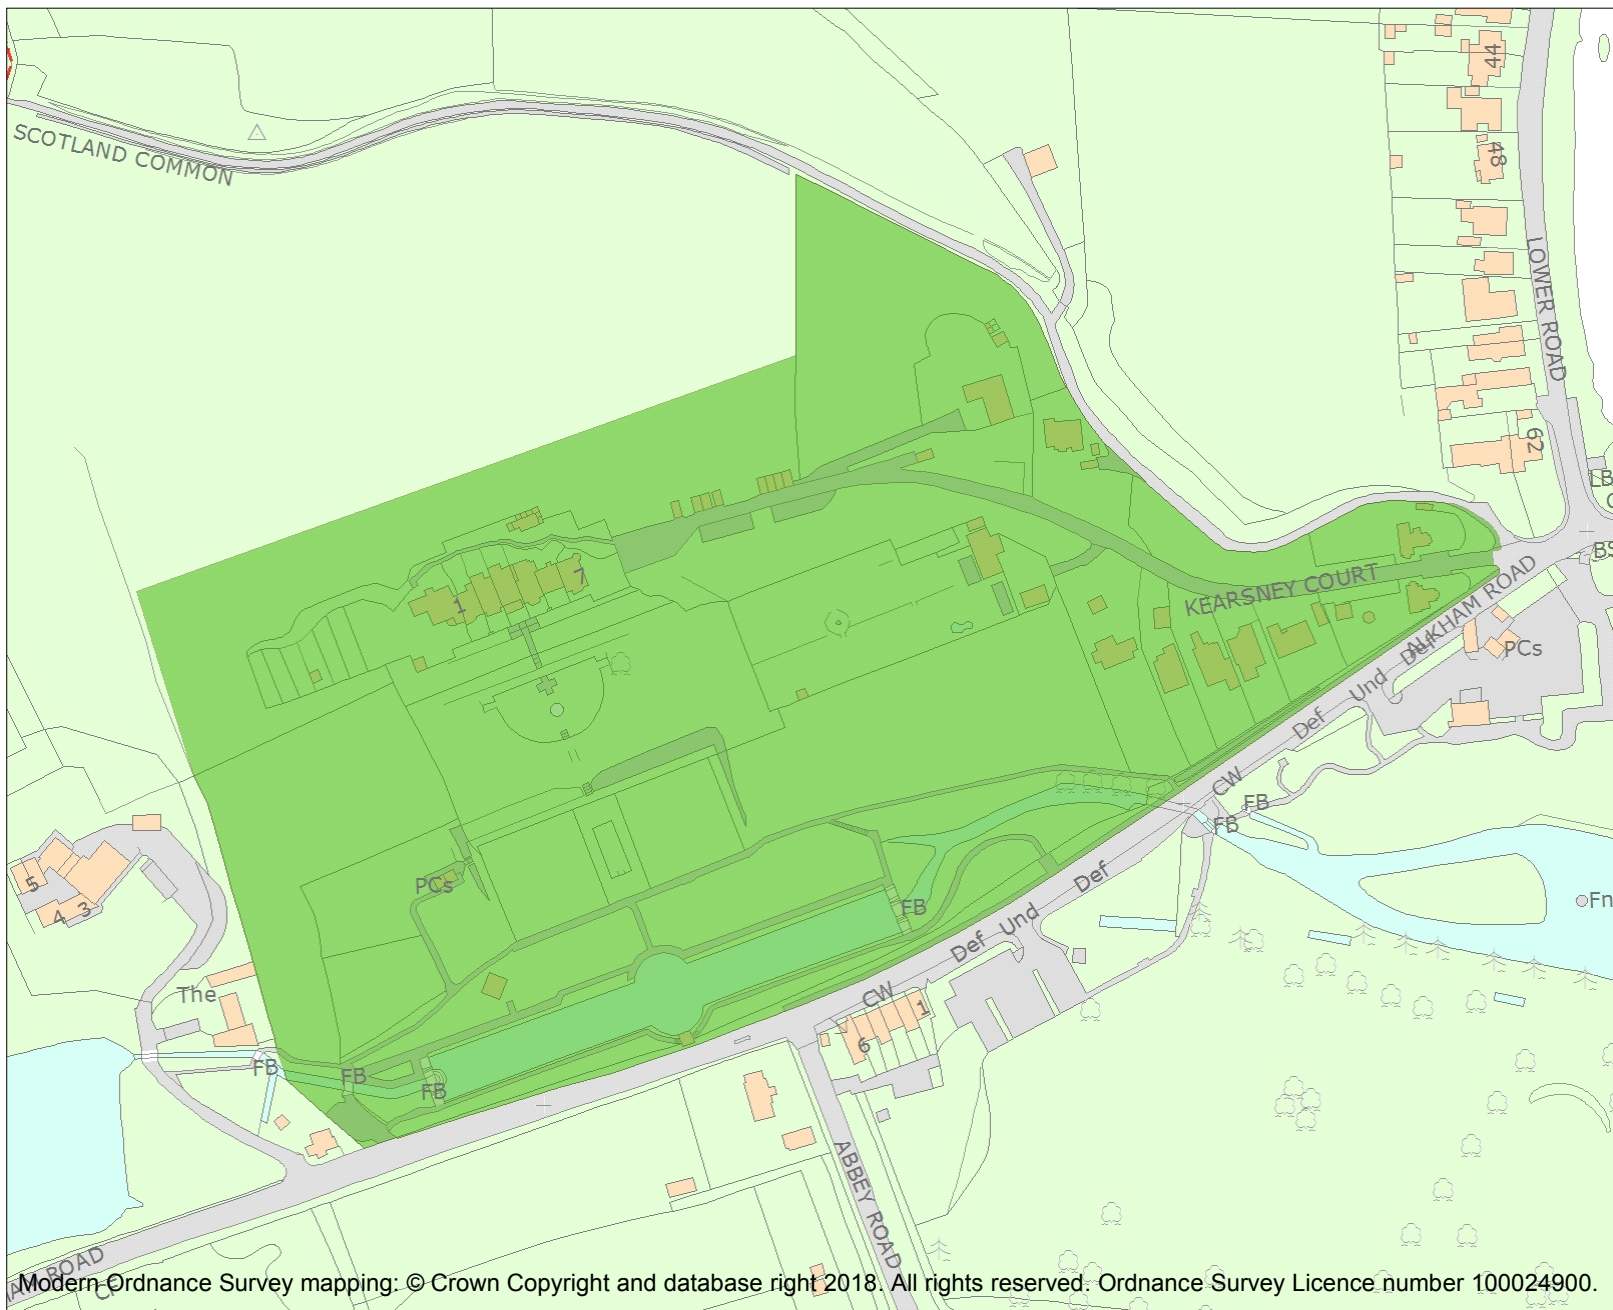 44
SCOTLAND COMMON
48
LOWER ROAD
62
LB
BS
7
1
KEARSNEY COURT
ALKHAM ROAD
PCs
Def
Und
Def
CW
FB
FB
PCs
5
4
3
Def
FB
Fn
Und
Def
The
CW
1
6
FB
FB
FB
ABBEY ROAD
ROAD
CF
Modern Ordnance Survey mapping: © Crown Copyright and database right 2018. All rights reserved. Ordnance Survey Licence number 100024900.